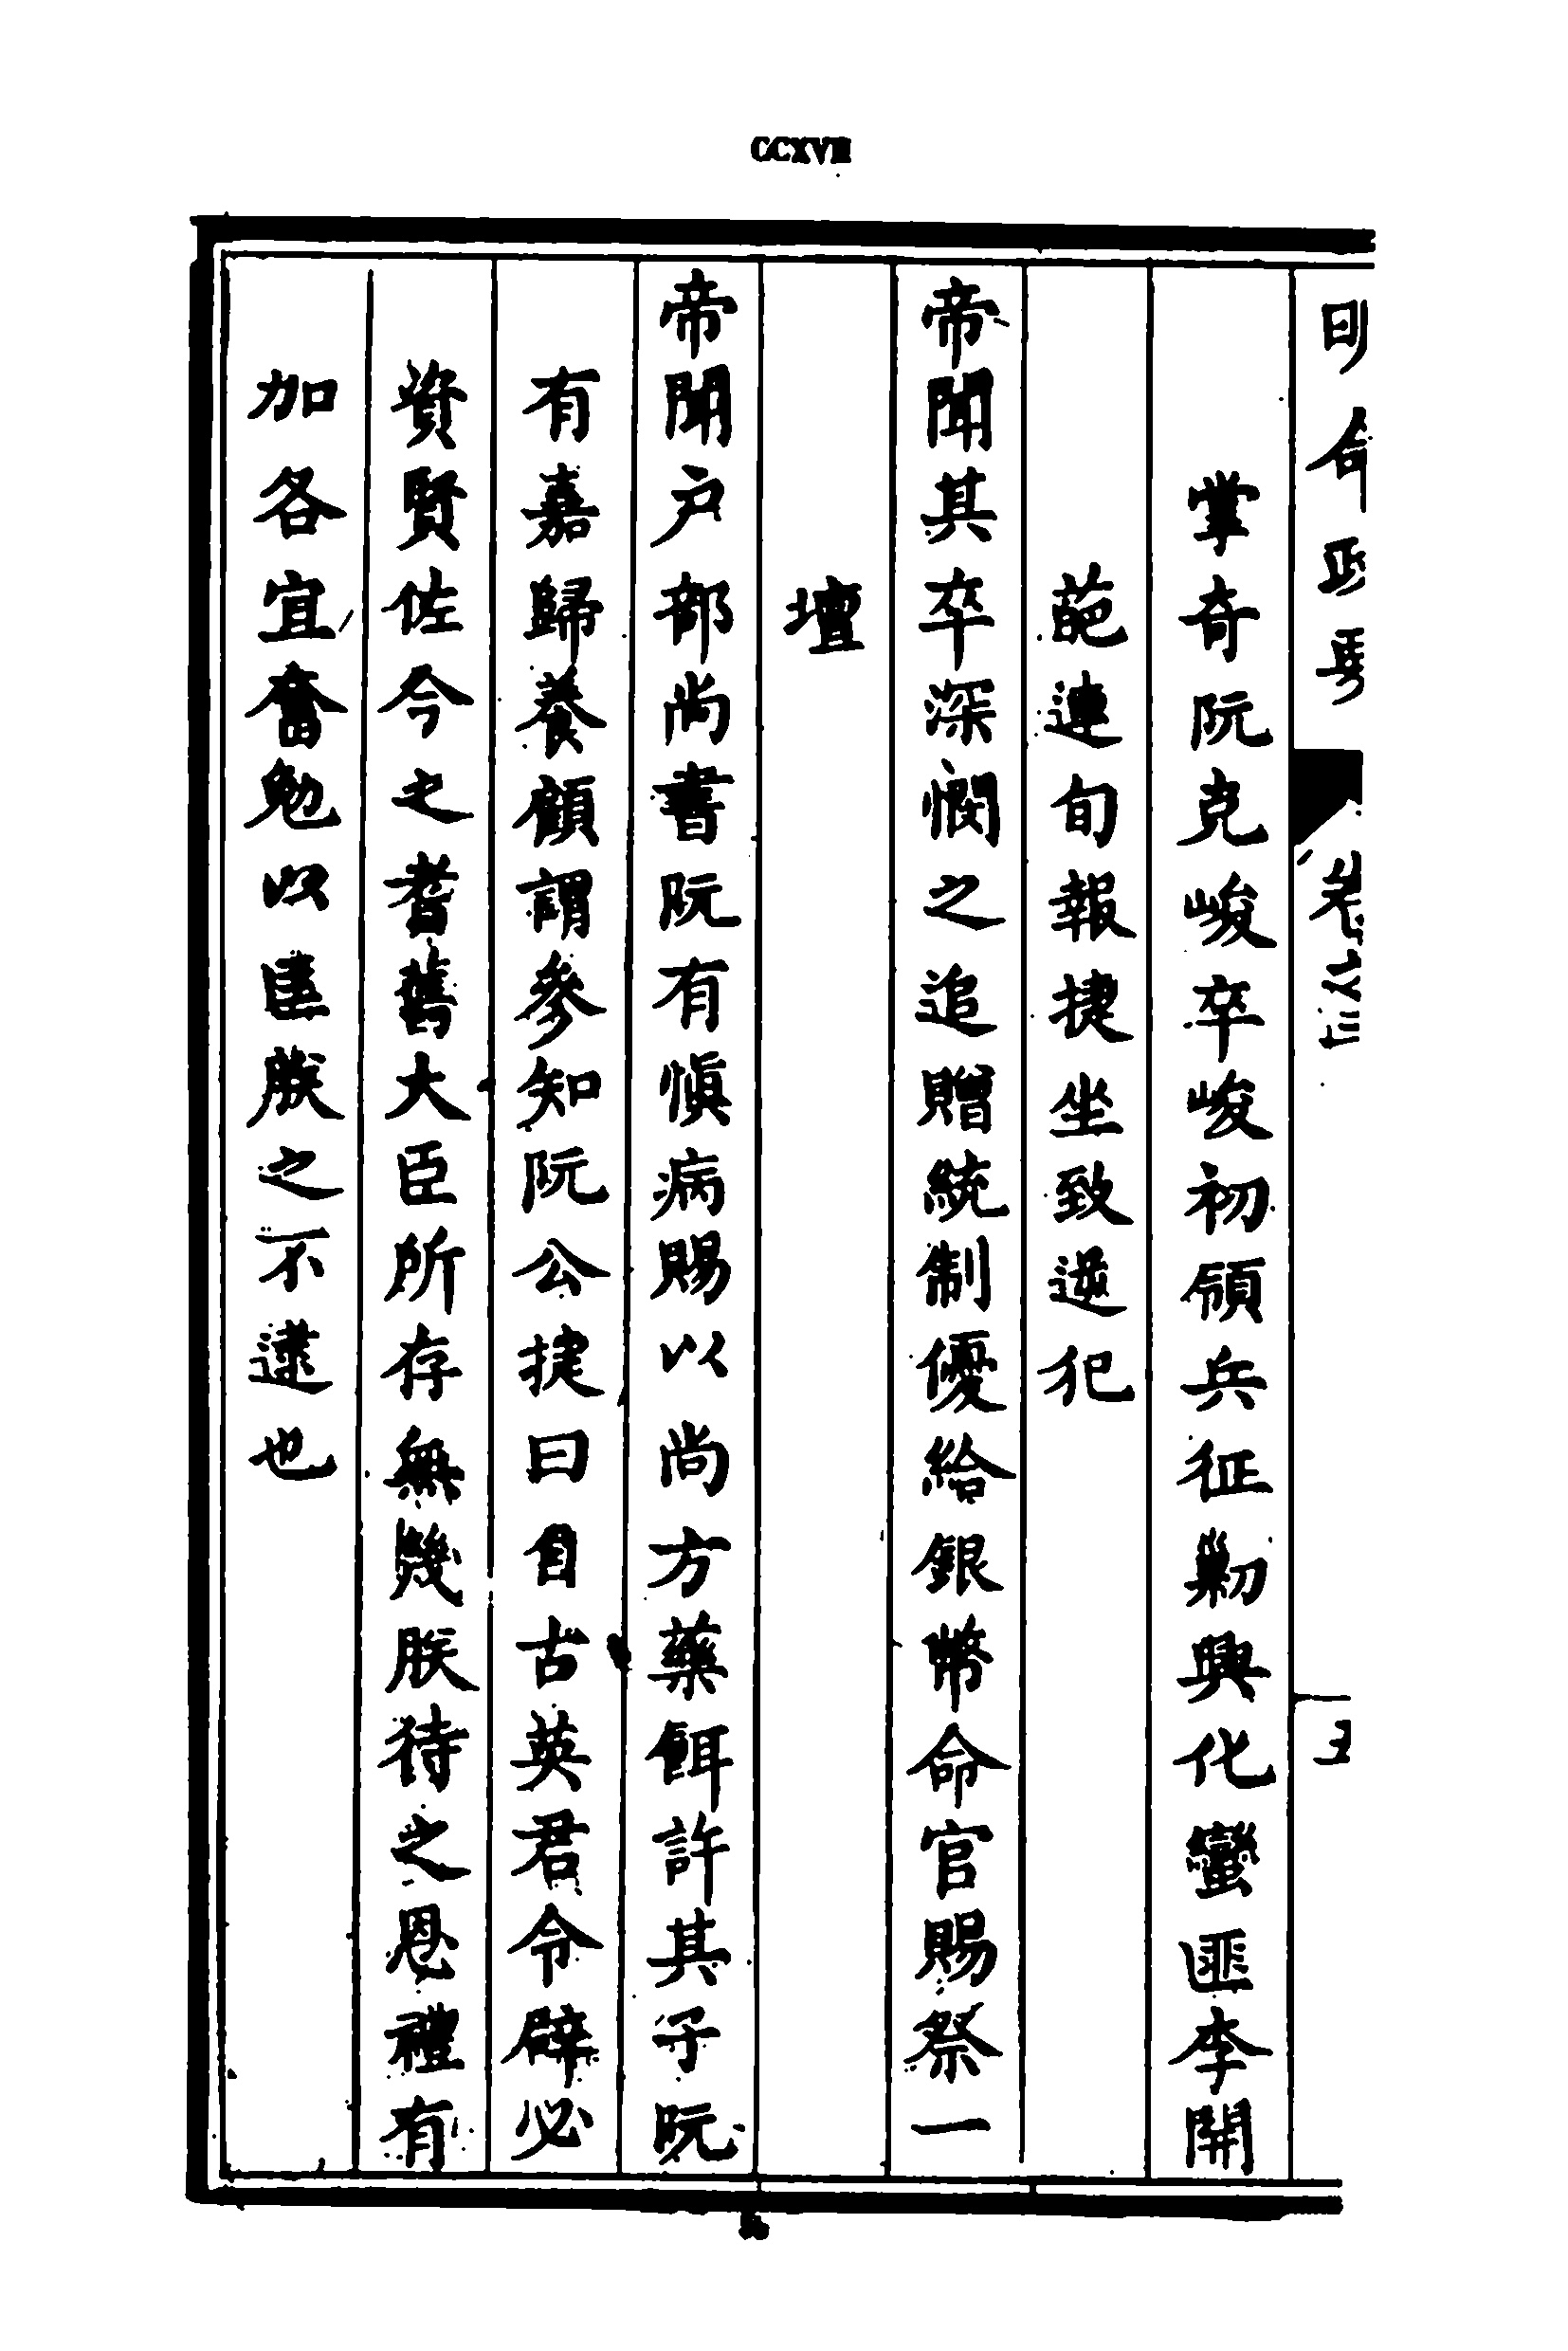 CCXVII
明命政要 卷之三 五
掌奇阮克峻卒峻初領兵征勦興化蠻匪李開
葩連旬報捷坐致逆犯
帝聞其卒深憫之追贈統制優給銀幣命官賜祭一
壇
帝聞戶部尚書阮有慎病賜以尚方藥餌許其子阮
有嘉歸養顧謂參知阮公捷曰自古英君令辟必
資賢佐今之耆舊大臣所存無幾朕待之恩禮有
加各宜奮勉以匡朕之不逮也